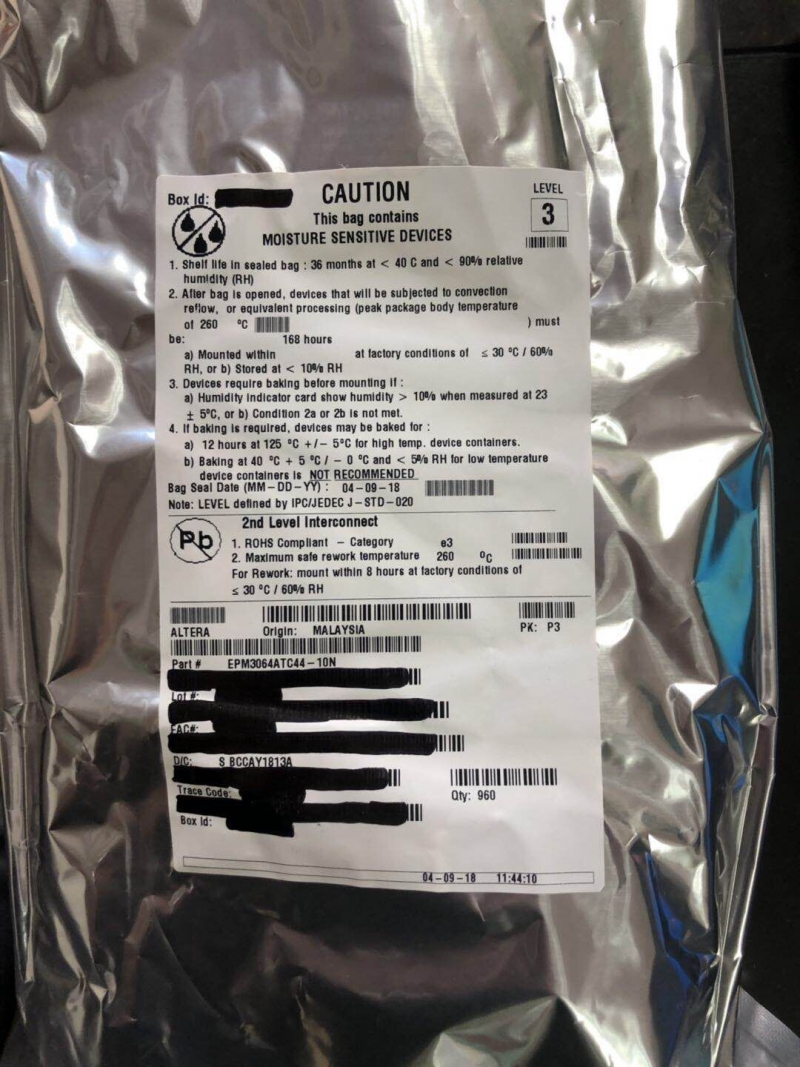 Box Id:
CAUTION
LEVEL
3
This bag contains
MOISTURE SENSITIVE DEVICES
1. Shelf life in sealed bag : 36 months at < 40 C and < 90% relative
humidity (RH)
2. After bag is opened, devices that will be subjected to convection
reflow, or equivalent processing (peak package body temperature
of 260 °C ) must
be: 168 hours
a) Mounted within at factory conditions of ≤ 30 °C / 60%
RH, or b) Stored at < 10% RH
3. Devices require baking before mounting if :
a) Humidity indicator card show humidity > 10% when measured at 23
± 5°C, or b) Condition 2a or 2b is not met.
4. If baking is required, devices may be baked for :
a) 12 hours at 125 °C +/- 5°C for high temp. device containers.
b) Baking at 40 °C + 5 °C / - 0 °C and < 5% RH for low temperature
device containers is NOT RECOMMENDED
Bag Seal Date (MM-DD-YY) : 04-09-18
Note: LEVEL defined by IPC/JEDEC J-STD-020
2nd Level Interconnect
Pb
1. ROHS Compliant - Category e3
2. Maximum safe rework temperature 260 °C
For Rework: mount within 8 hours at factory conditions of
≤ 30 °C / 60% RH
ALTERA Origin: MALAYSIA PK: P3
Part # EPM3064ATC44-10N
Lot #:
FAC#:
D/C: S BCCAY1813A
Trace Code:
Qty: 960
Box Id:
04-09-18 11:44:10